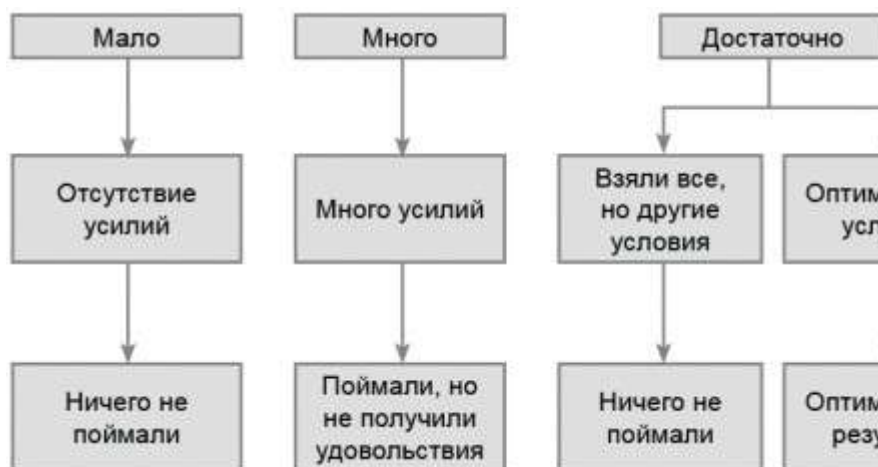 Мало
Много
Достаточно
Отсутствие
усилий
Много усилий
Взяли все,
но другие
условия
Ничего не
поймали
Поймали, но
не получили
удовольствия
Ничего не
поймали